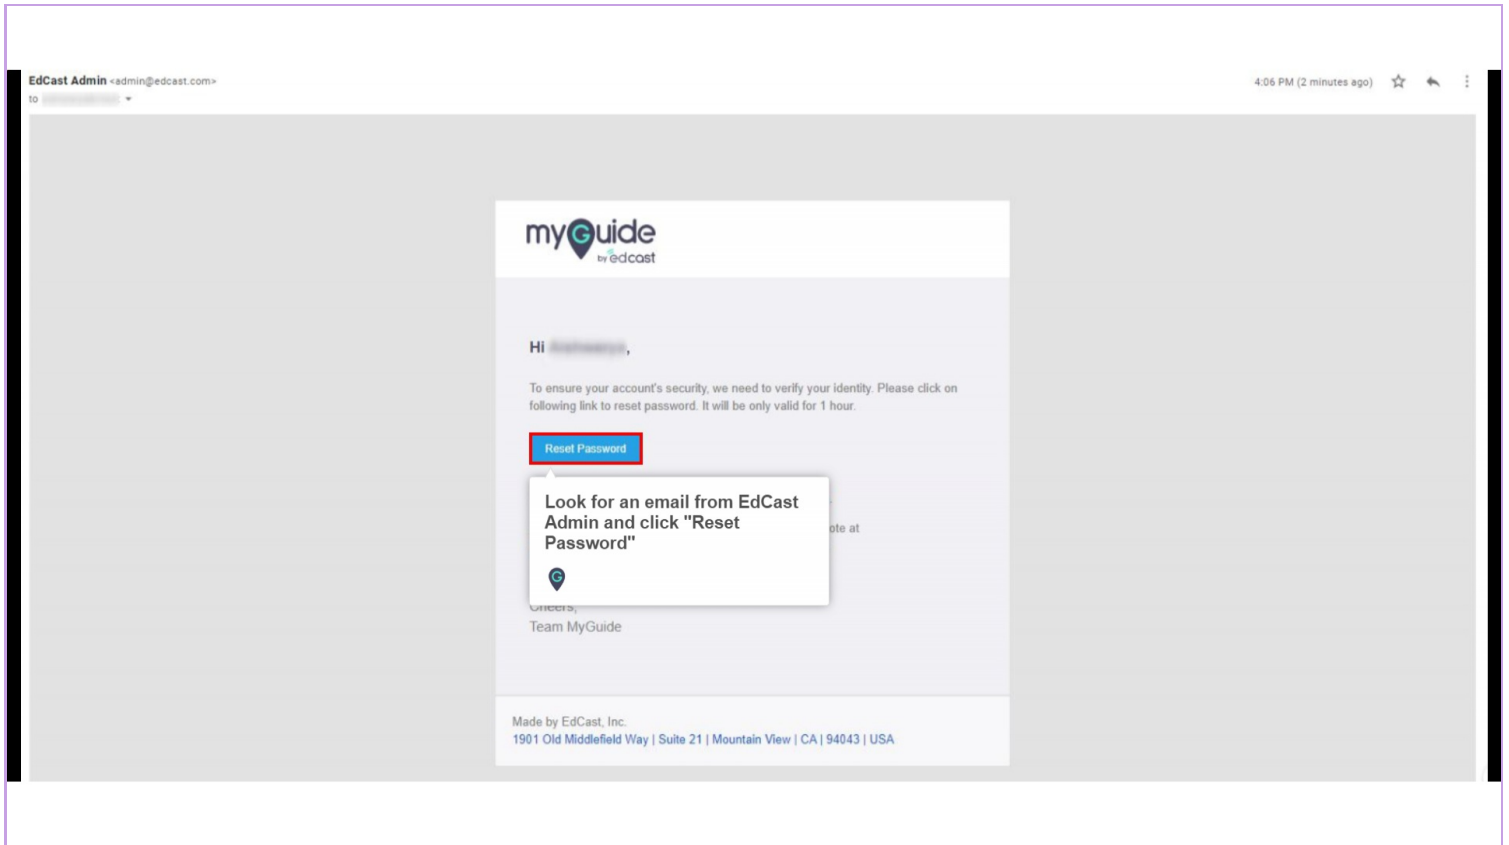 EdCast Admin <admin@edcast.com>
4:06 PM (2 minutes ago)
to
myGuide
by edcast
Hi ,
To ensure your account's security, we need to verify your identity. Please click on
following link to reset password. It will be only valid for 1 hour.
Reset Password
Look for an email from EdCast
Admin and click "Reset
Password"
ote at
G
Cheers,
Team MyGuide
Made by EdCast, Inc.
1901 Old Middlefield Way | Suite 21 | Mountain View | CA | 94043 | USA